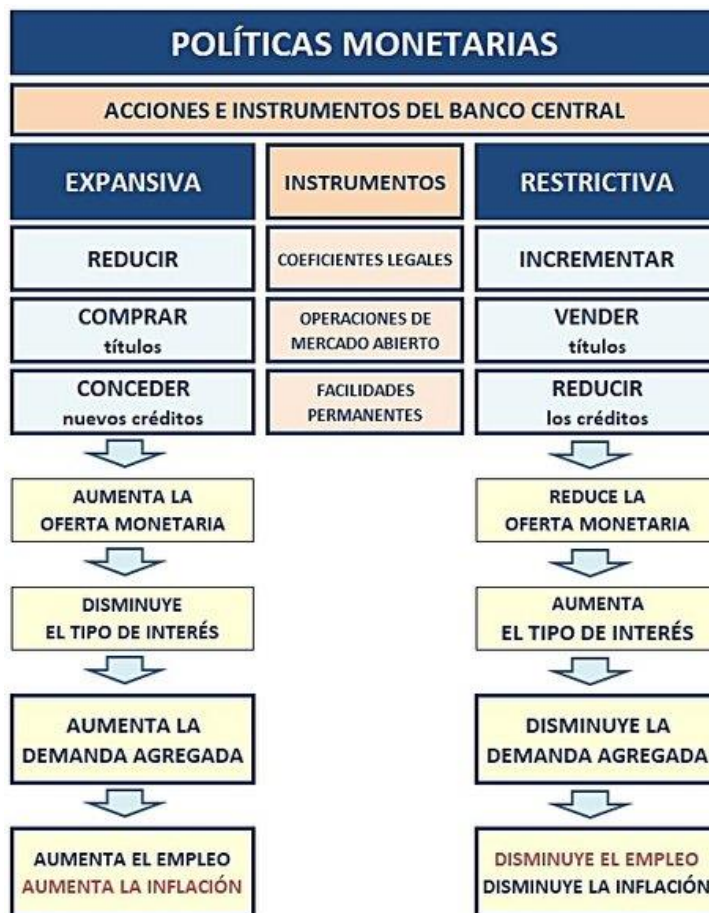 POLÍTICAS MONETARIAS
ACCIONES E INSTRUMENTOS DEL BANCO CENTRAL
EXPANSIVA
INSTRUMENTOS
RESTRICTIVA
REDUCIR
COEFICIENTES LEGALES
INCREMENTAR
COMPRAR
títulos
OPERACIONES DE
MERCADO ABIERTO
VENDER
títulos
CONCEDER
nuevos créditos
FACILIDADES
PERMANENTES
REDUCIR
los créditos
AUMENTA LA
OFERTA MONETARIA
REDUCE LA
OFERTA MONETARIA
DISMINUYE
EL TIPO DE INTERÉS
AUMENTA
EL TIPO DE INTERÉS
AUMENTA LA
DEMANDA AGREGADA
DISMINUYE LA
DEMANDA AGREGADA
AUMENTA EL EMPLEO
AUMENTA LA INFLACIÓN
DISMINUYE EL EMPLEO
DISMINUYE LA INFLACIÓN